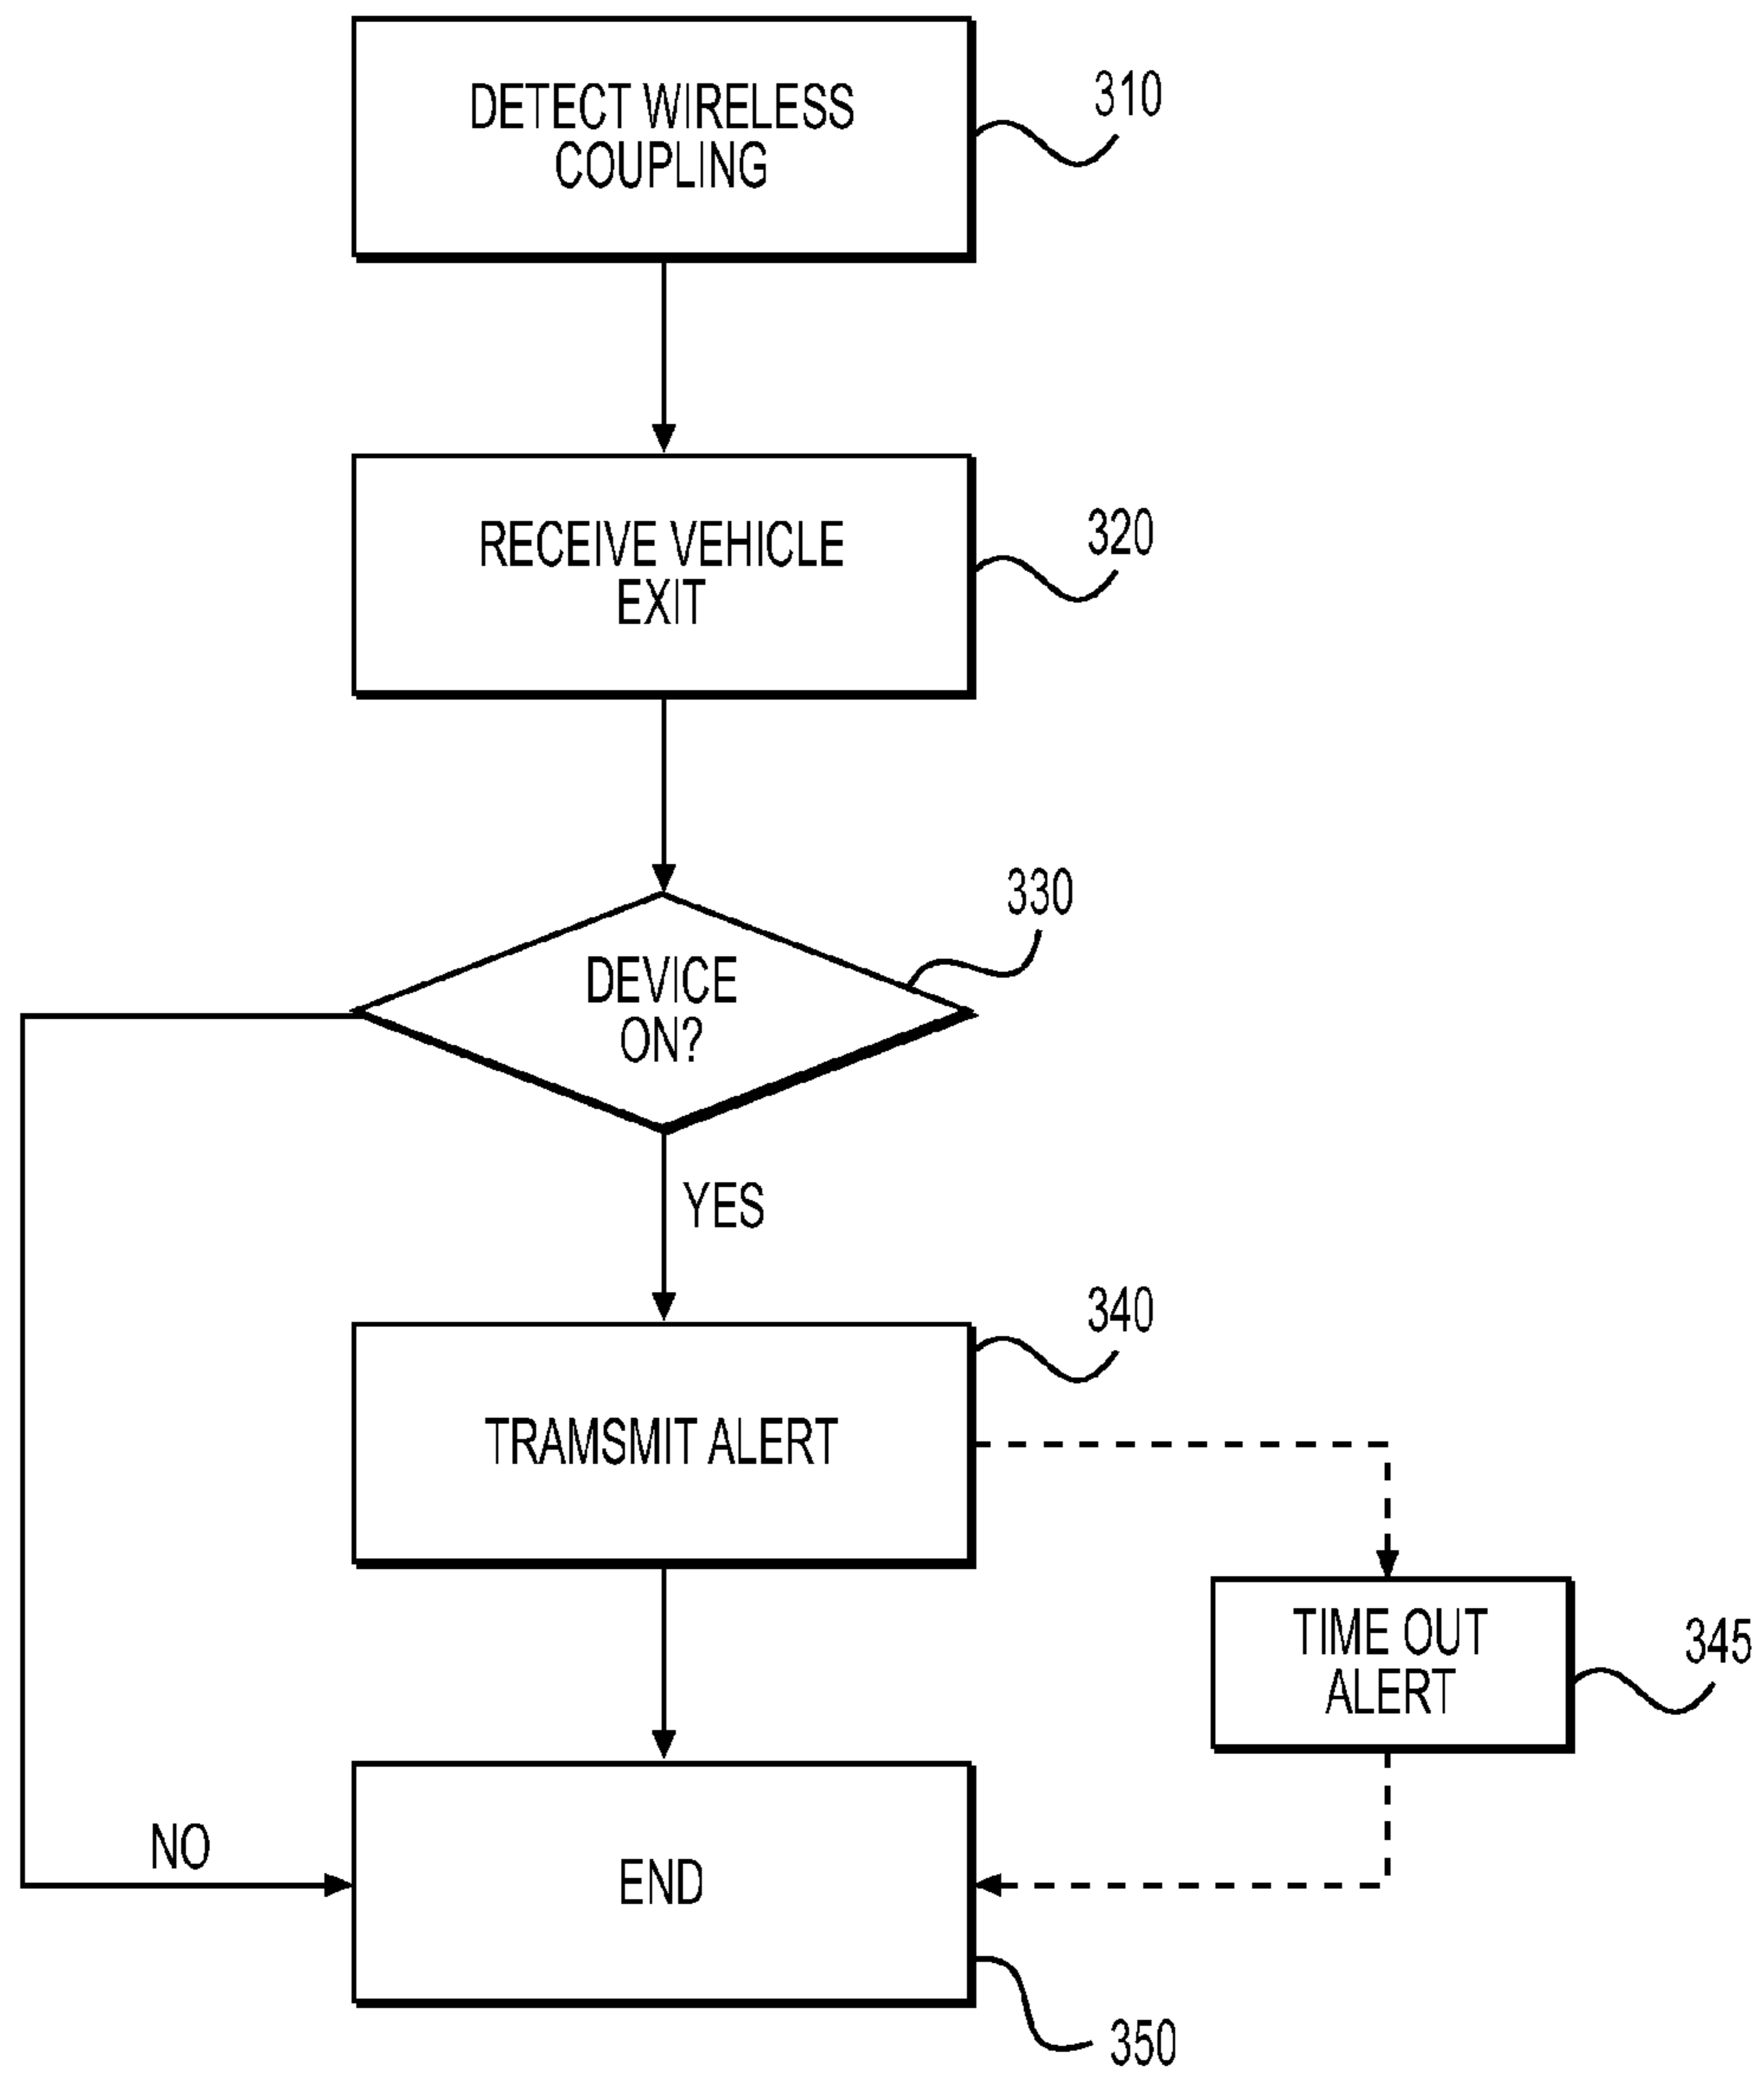 DETECT WIRELESS
COUPLING
310
RECEIVE VEHICLE
EXIT
320
330
DEVICE
ON?
YES
340
TRAMSMIT ALERT
TIME OUT
ALERT
345
NO
END
350